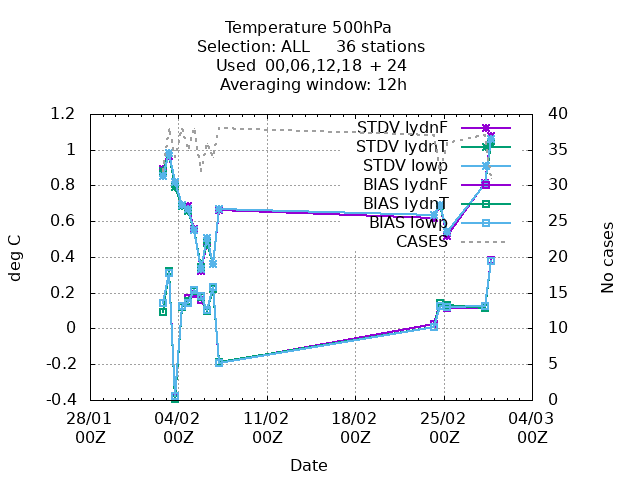 Temperature 500hPa
Selection: ALL 36 stations
Used 00,06,12,18 + 24
Averaging window: 12h
1.2
1
0.8
0.6
0.4
0.2
0
-0.2
-0.4
deg C
40
35
30
25
20
15
10
5
0
No cases
STDV lydnF
STDV lydnT
STDV lowp
BIAS lydnF
BIAS lydnT
BIAS lowp
CASES
28/01 04/02 11/02 18/02 25/02 04/03
00Z 00Z 00Z 00Z 00Z 00Z
Date